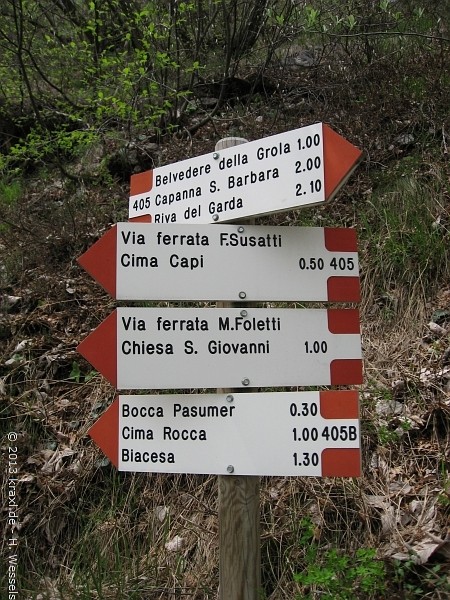 Belvedere della Grola 1.00
405 Capanna S. Barbara 2.00
Riva del Garda 2.10
Via ferrata F.Susatti
Cima Capi 0.50 405
Via ferrata M.Foletti
Chiesa S. Giovanni 1.00
Bocca Pasumer 0.30
Cima Rocca 1.00 405B
Biacesa 1.30
© 2013 kraxl.de - H. Wessels